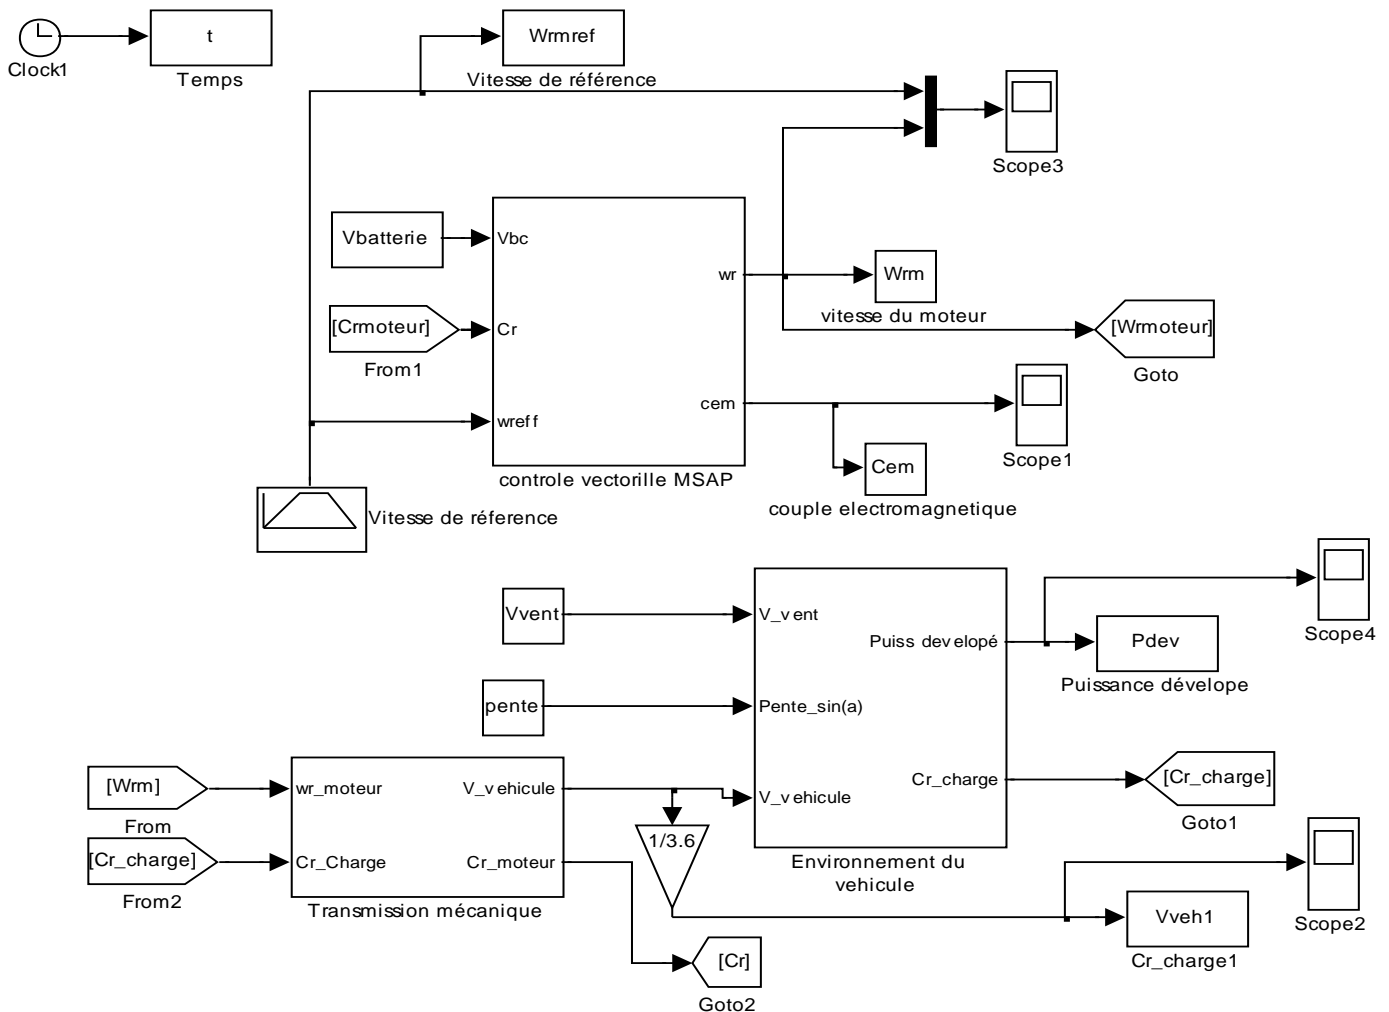 t
Clock1
Temps
Wrmref
Vitesse de référence
Scope3
Vbatterie
Vbc
wr
Wrm
vitesse du moteur
[Crmoteur]
Cr
From1
[Wrmoteur]
Goto
cem
wreff
Scope1
Cem
controle vectorille MSAP
couple electromagnetique
Vitesse de réference
Vvent
V_vent
Puiss developé
Pdev
Scope4
Puissance dévelope
pente
Pente_sin(a)
[Wrm]
From
wr_moteur
V_vehicule
V_vehicule
Cr_charge
[Cr_charge]
Goto1
1/3.6
[Cr_charge]
From2
Cr_Charge
Cr_moteur
Environnement du
vehicule
Transmission mécanique
Vveh1
Cr_charge1
Scope2
[Cr]
Goto2